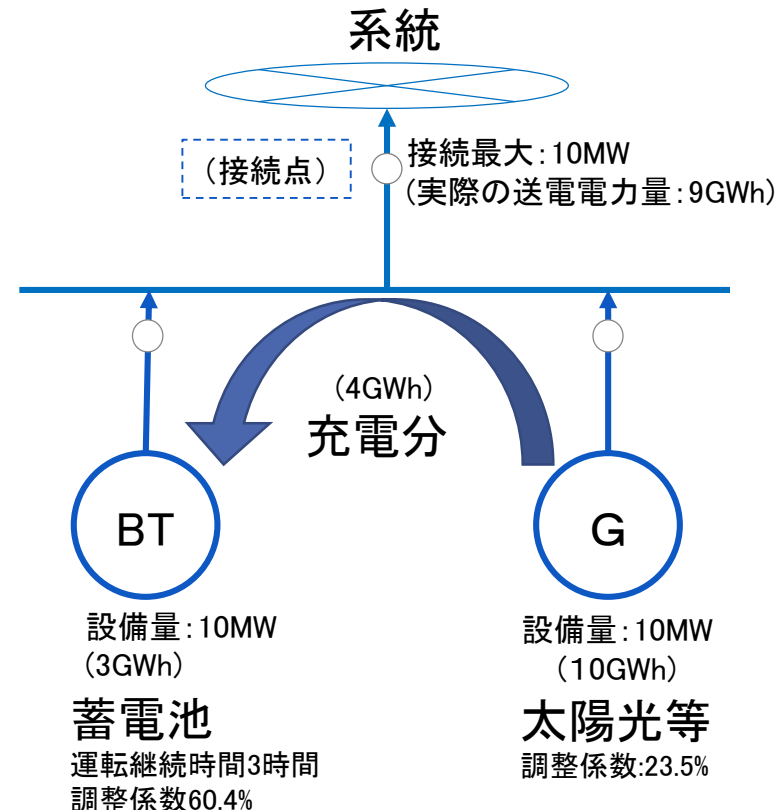 系統
(接続点)
接続最大:10MW
(実際の送電電力量:9GWh)
(4GWh)
充電分
BT
G
設備量:10MW
(3GWh)
蓄電池
運転継続時間3時間
調整係数60.4%
設備量:10MW
(10GWh)
太陽光等
調整係数:23.5%